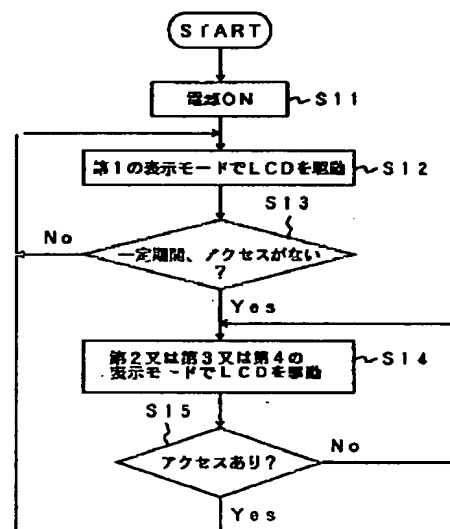 START
電源ON
S11
第1の表示モードでLCDを駆動
S12
S13
No
一定期間、アクセスがない
?
Yes
第2又は第3又は第4の
表示モードでLCDを駆動
S14
S15
アクセスあり?
No
Yes